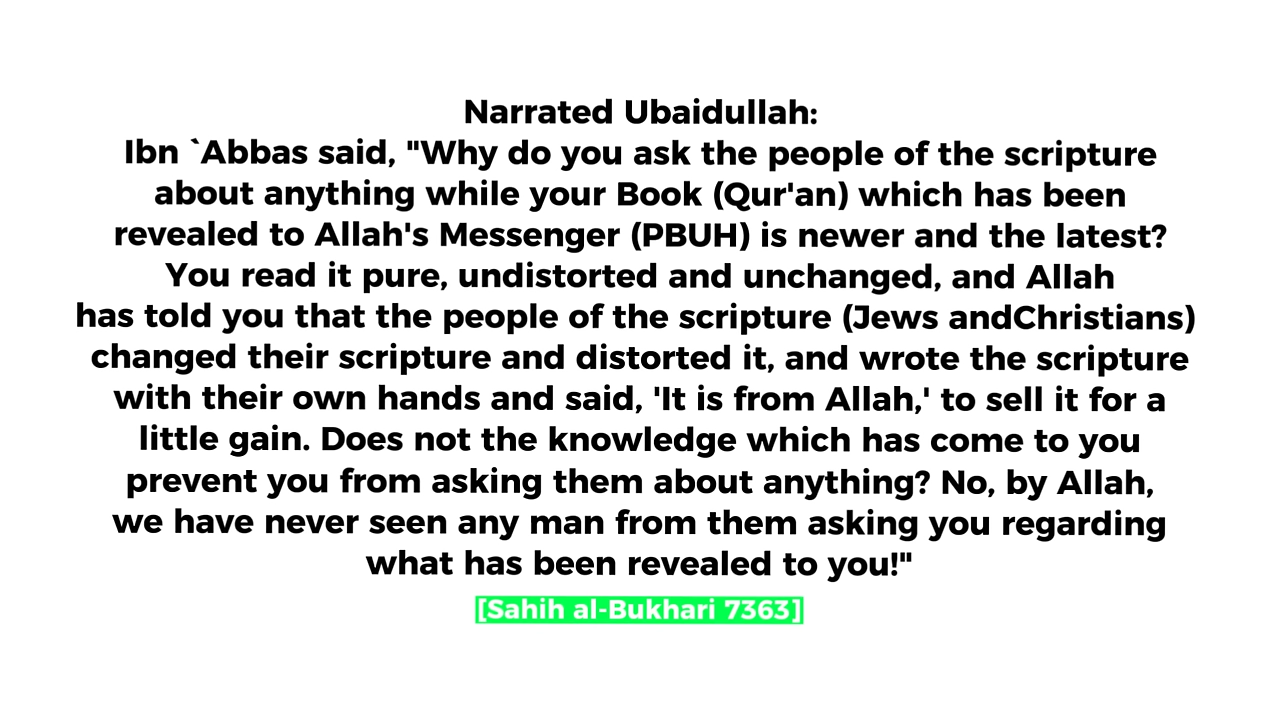 Narrated Ubaidullah:
Ibn `Abbas said, "Why do you ask the people of the scripture
about anything while your Book (Qur'an) which has been
revealed to Allah's Messenger (PBUH) is newer and the latest?
You read it pure, undistorted and unchanged, and Allah
has told you that the people of the scripture (Jews andChristians)
changed their scripture and distorted it, and wrote the scripture
with their own hands and said, 'It is from Allah,' to sell it for a
little gain. Does not the knowledge which has come to you
prevent you from asking them about anything? No, by Allah,
we have never seen any man from them asking you regarding
what has been revealed to you!"
[Sahih al-Bukhari 7363]